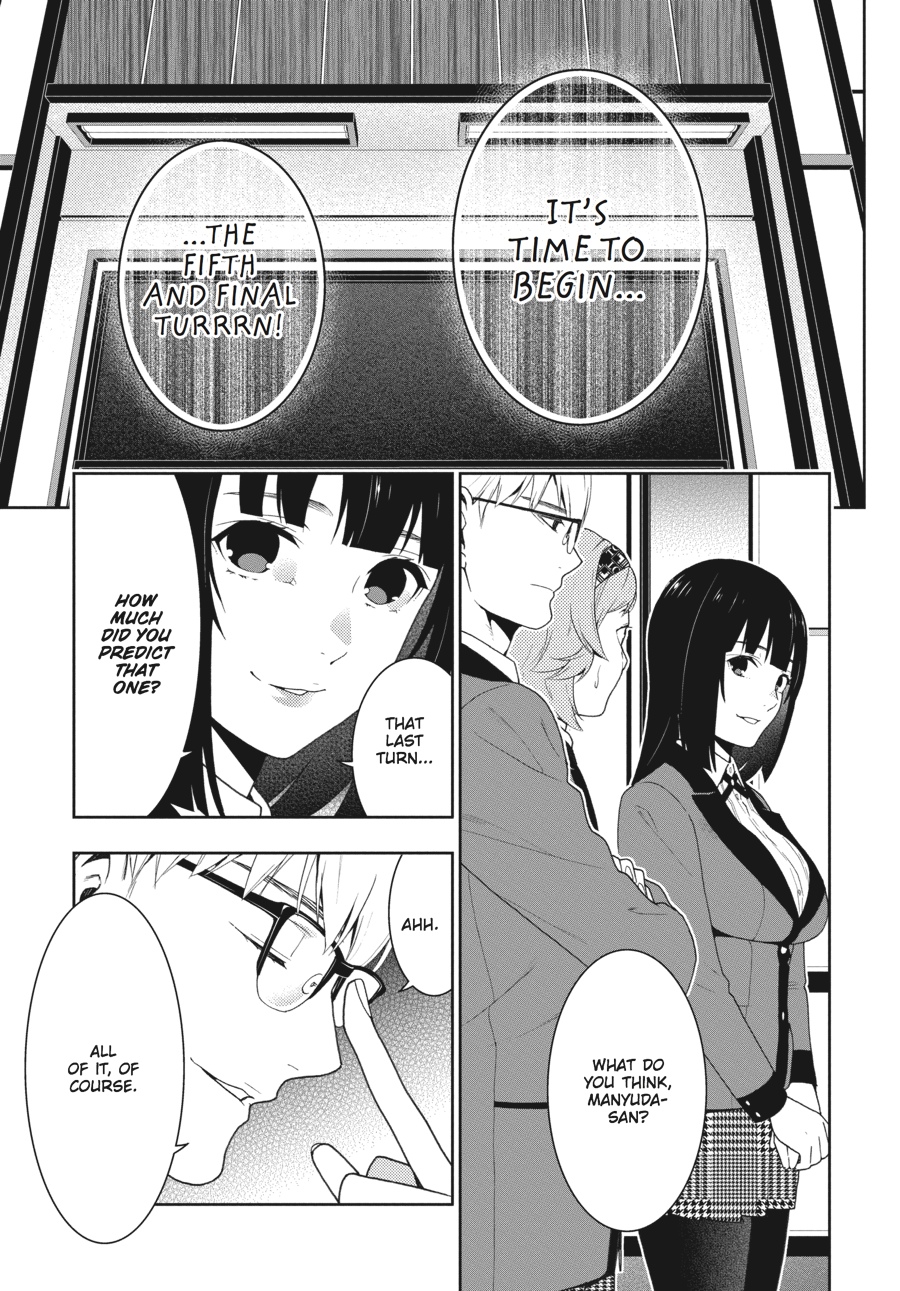 IT'S
TIME TO
BEGIN...
...THE
FIFTH
AND FINAL
TURRRN!
WHAT DO
YOU THINK,
MANYUDA-
SAN?
THAT
LAST
TURN...
HOW
MUCH
DID YOU
PREDICT
THAT
ONE?
AHH.
ALL
OF IT, OF
COURSE.